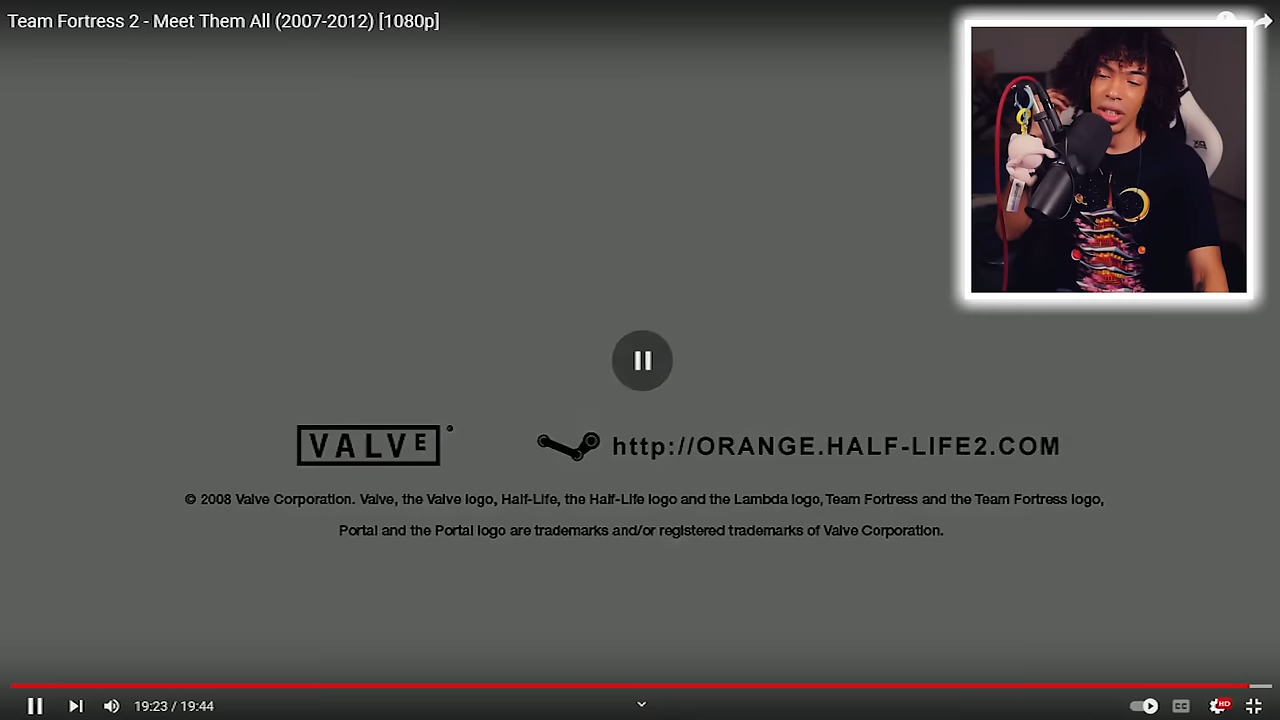 Team Fortress 2 - Meet Them All (2007-2012) [1080p]
VALVE
http://ORANGE.HALF-LIFE2.COM
© 2008 Valve Corporation. Valve, the Valve logo, Half-Life, the Half-Life logo and the Lambda logo, Team Fortress and the Team Fortress logo,
Portal and the Portal logo are trademarks and/or registered trademarks of Valve Corporation.
19:23 / 19:44
CC
HD